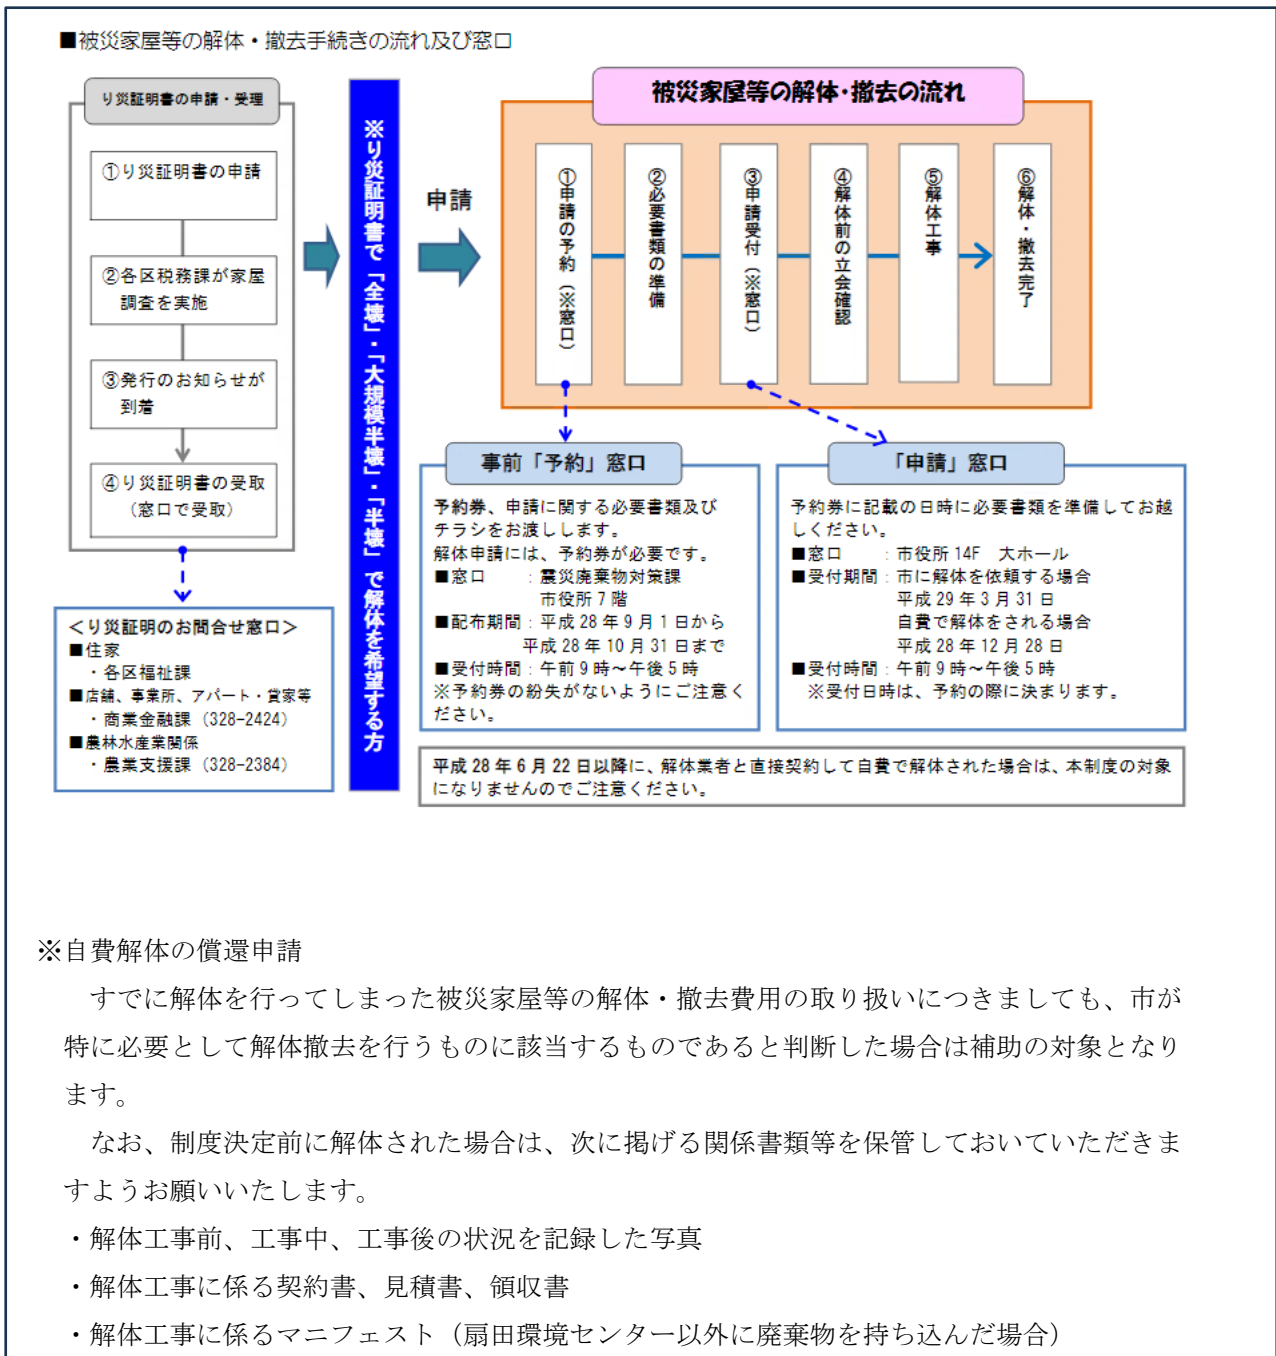 ■被災家屋等の解体・撤去手続きの流れ及び窓口
り災証明書の申請・受理
①り災証明書の申請
②各区税務課が家屋
調査を実施
③発行のお知らせが
到着
④り災証明書の受取
（窓口で受取）
＜り災証明のお問合せ窓口＞
■住家
・各区福祉課
■店舗、事業所、アパート・貸家等
・商業金融課（328-2424）
■農林水産業関係
・農業支援課（328-2384）
※り災証明書で「全壊」・「大規模半壊」・「半壊」で解体を希望する方
申請
被災家屋等の解体・撤去の流れ
①申請の予約（※窓口）
②必要書類の準備
③申請受付（※窓口）
④解体前の立会確認
⑤解体工事
⑥解体・撤去完了
事前「予約」窓口
予約券、申請に関する必要書類及び
チラシをお渡しします。
解体申請には、予約券が必要です。
■窓口　　：震災廃棄物対策課
市役所７階
■配布期間：平成 28 年 9 月 1 日から
平成 28 年 10 月 31 日まで
■受付時間：午前 9 時～午後 5 時
※予約券の紛失がないようにご注意く
ださい。
「申請」窓口
予約券に記載の日時に必要書類を準備してお越
しください。
■窓口　　：市役所 14F　大ホール
■受付期間：市に解体を依頼する場合
平成 29 年 3 月 31 日
自費で解体をされる場合
平成 28 年 12 月 28 日
■受付時間：午前 9 時～午後 5 時
※受付日時は、予約の際に決まります。
平成 28 年 6 月 22 日以降に、解体業者と直接契約して自費で解体された場合は、本制度の対象
になりませんのでご注意ください。
※自費解体の償還申請
すでに解体を行ってしまった被災家屋等の解体・撤去費用の取り扱いにつきましても、市が
特に必要として解体撤去を行うものに該当するものであると判断した場合は補助の対象となり
ます。
なお、制度決定前に解体された場合は、次に掲げる関係書類等を保管しておいていただきま
すようお願いいたします。
・解体工事前、工事中、工事後の状況を記録した写真
・解体工事に係る契約書、見積書、領収書
・解体工事に係るマニフェスト（扇田環境センター以外に廃棄物を持ち込んだ場合）